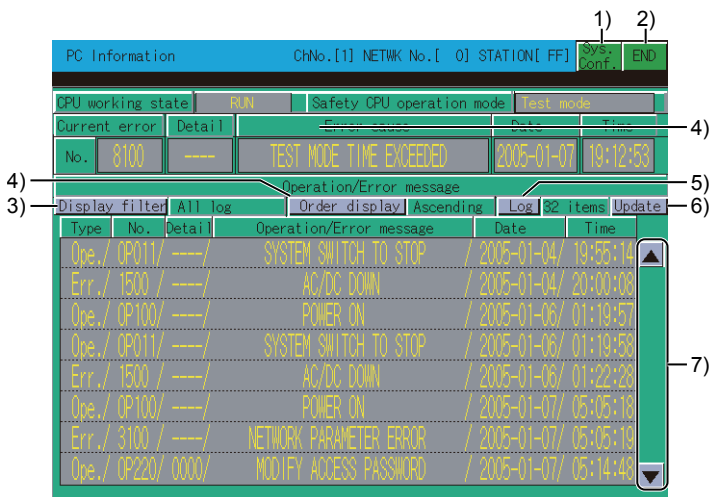 1) 2)
PC Information ChNo.[1] NETWK No.[ 0] STATION[ FF] Sys. Conf. END
CPU working state RUN Safety CPU operation mode Test mode
Current error Detail Error cause Date Time 4)
No. 8100 ---- TEST MODE TIME EXCEEDED 2005-01-07 19:12:53
Operation/Error message
4) 5)
3) Display filter All log Order display Ascending Log 32 items Update 6)
Type No. Detail Operation/Error message Date Time
Ope./ OP011/ ----/ SYSTEM SWITCH TO STOP / 2005-01-04/ 19:55:14
Err./ 1500 / ----/ AC/DC DOWN / 2005-01-04/ 20:00:08
Ope./ OP100/ ----/ POWER ON / 2005-01-06/ 01:19:57
Ope./ OP011/ ----/ SYSTEM SWITCH TO STOP / 2005-01-06/ 01:19:58
Err./ 1500 / ----/ AC/DC DOWN / 2005-01-06/ 01:22:28
7)
Ope./ OP100/ ----/ POWER ON / 2005-01-07/ 05:05:18
Err./ 3100 / ----/ NETWORK PARAMETER ERROR / 2005-01-07/ 05:05:19
Ope./ OP220/ 0000/ MODIFY ACCESS PASSWORD / 2005-01-07/ 05:14:48